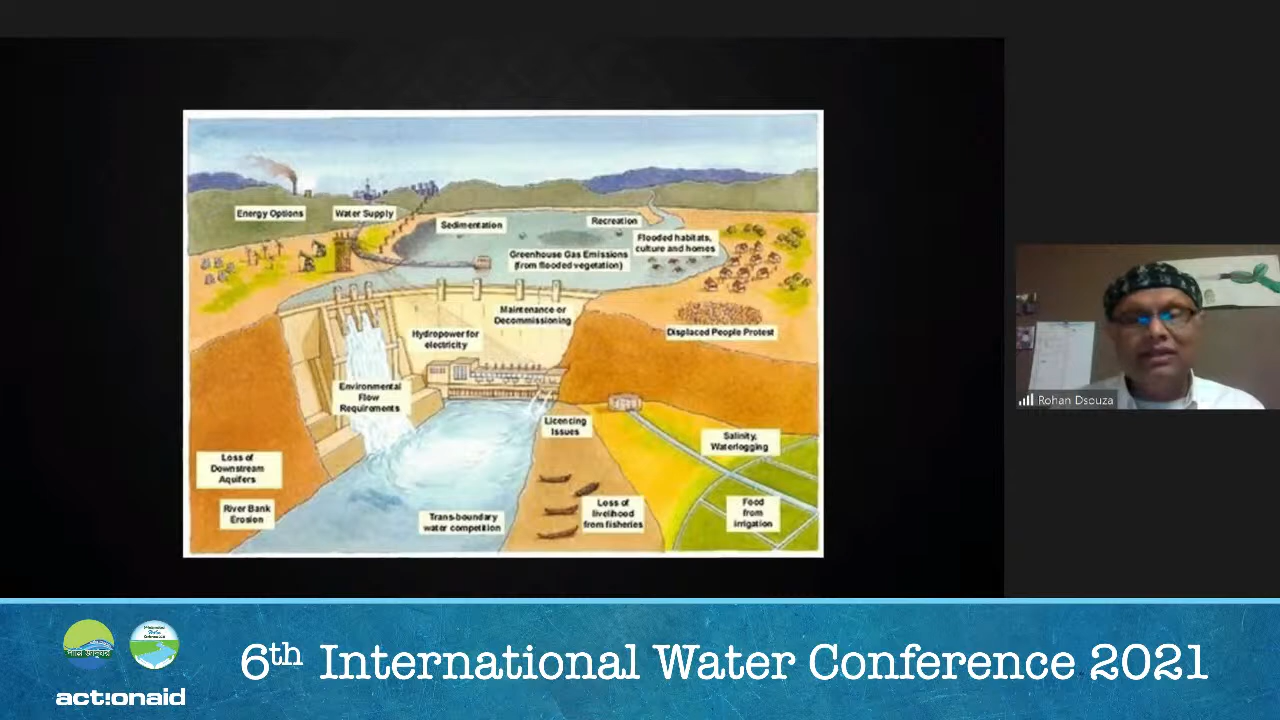 Energy Options
Water Supply
Sedimentation
Recreation
Flooded habitats,
culture and homes
Greenhouse Gas Emissions
(from flooded vegetation)
Maintenance or
Decommissioning
Displaced People Protest
Hydropower for
electricity
Environmental
Flow
Requirements
Licencing
Issues
Salinity,
Waterlogging
Loss of
Downstream
Aquifers
River Bank
Erosion
Trans-boundary
water competition
Loss of
livelihood
from fisheries
Food
from
irrigation
Rohan Dsouza
act:onaid
6th International Water Conference 2021